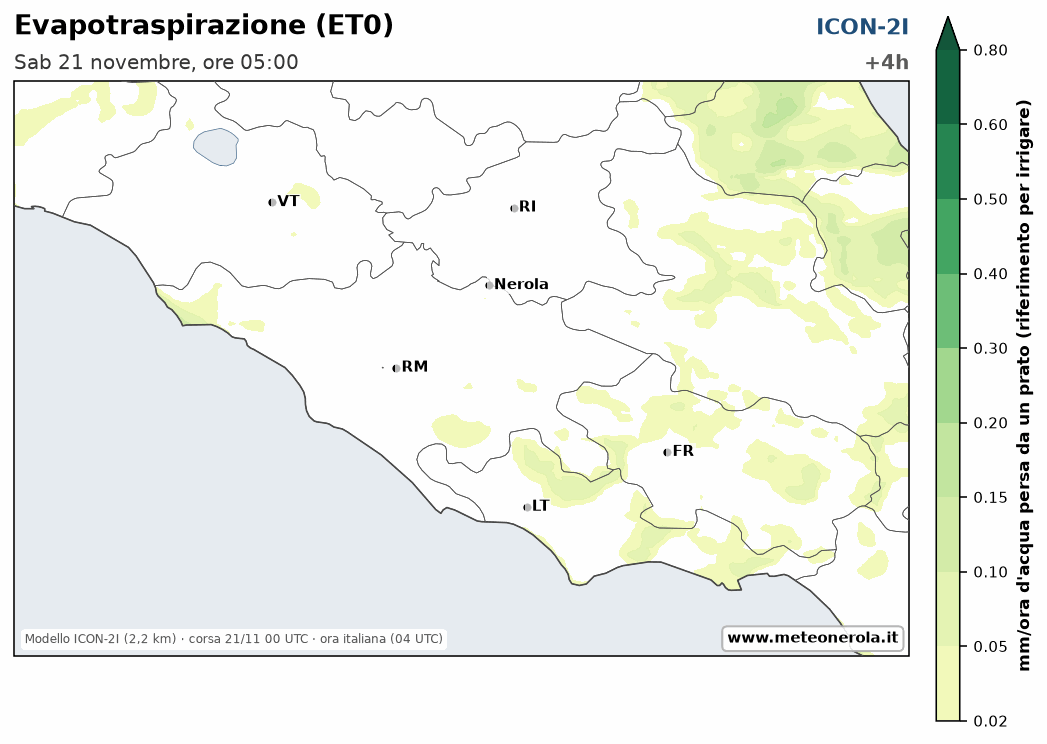 Evapotraspirazione (ET0)
ICON-2I
Sab 21 novembre, ore 05:00
+4h
VT
RI
Nerola
RM
FR
LT
Modello ICON-2I (2,2 km) · corsa 21/11 00 UTC · ora italiana (04 UTC)
www.meteonerola.it
0.80
0.60
0.50
0.40
0.30
0.20
0.15
0.10
0.05
0.02
mm/ora d'acqua persa da un prato (riferimento per irrigare)